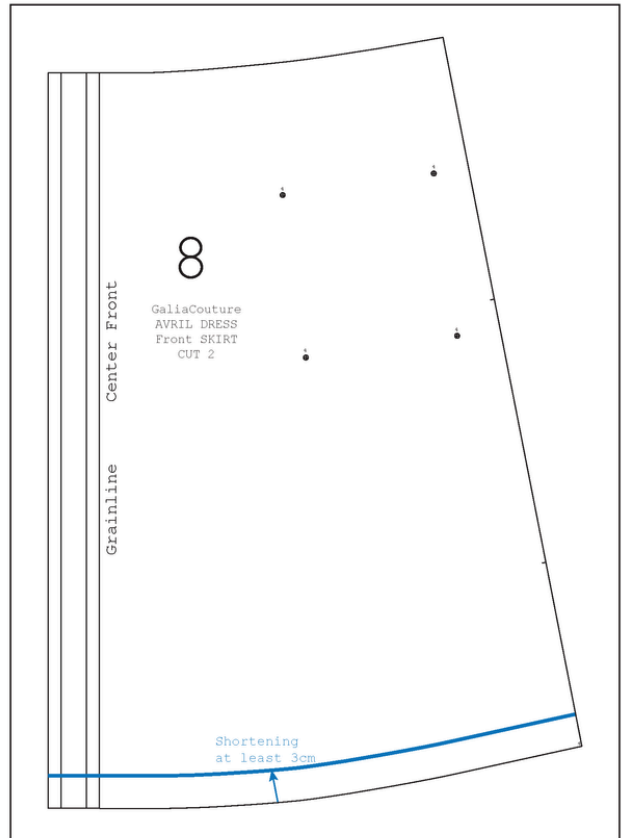 8
GaliaCouture
AVRIL DRESS
Front SKIRT
CUT 2
Center Front
Grainline
Shortening
at least 3cm